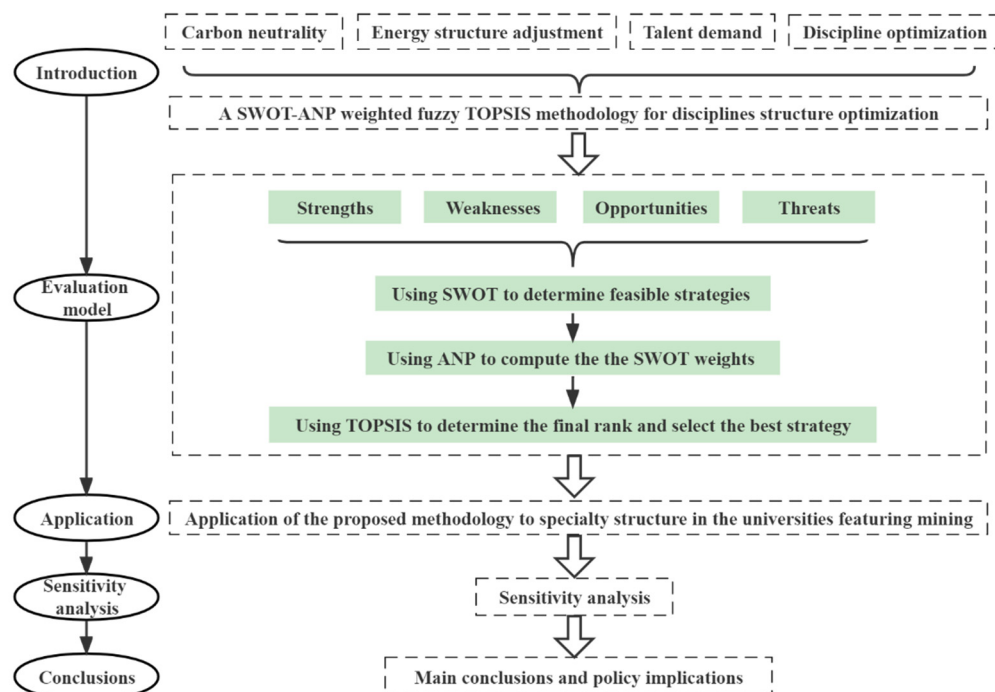 Carbon neutrality
Energy structure adjustment
Talent demand
Discipline optimization
Introduction
A SWOT-ANP weighted fuzzy TOPSIS methodology for disciplines structure optimization
Strengths
Weaknesses
Opportunities
Threats
Evaluation
model
Using SWOT to determine feasible strategies
Using ANP to compute the the SWOT weights
Using TOPSIS to determine the final rank and select the best strategy
Application
Application of the proposed methodology to specialty structure in the universities featuring mining
Sensitivity
analysis
Sensitivity analysis
Conclusions
Main conclusions and policy implications